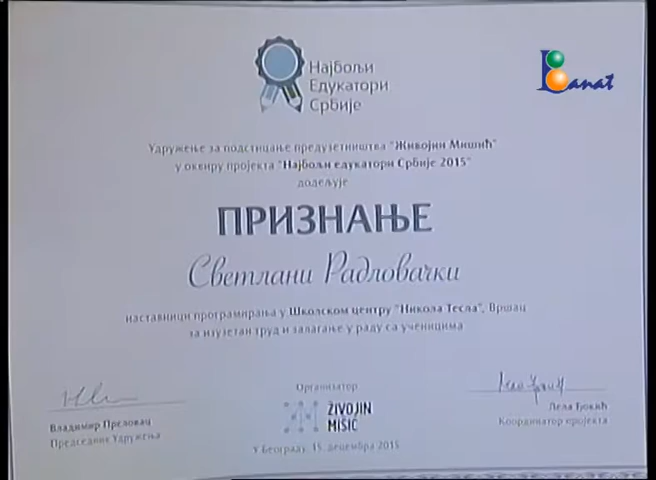 Најбољи
Едукатори
Србије
Banat
Удружење за подстицање предузетништва "Живојин Мишић"
у оквиру пројекта "Најбољи едукатори Србије 2015"
додељује
ПРИЗНАЊЕ
Светлани Радловачки
наставници програмирања у Школском центру "Никола Тесла", Вршац
за изузетан труд и залагање у раду са ученицима
Организатор
ŽIVOJIN
MIŠIĆ
Владимир Преловац
Председник Удружења
Лела Ђокић
Координатор пројекта
У Београду, 15. децембра 2015